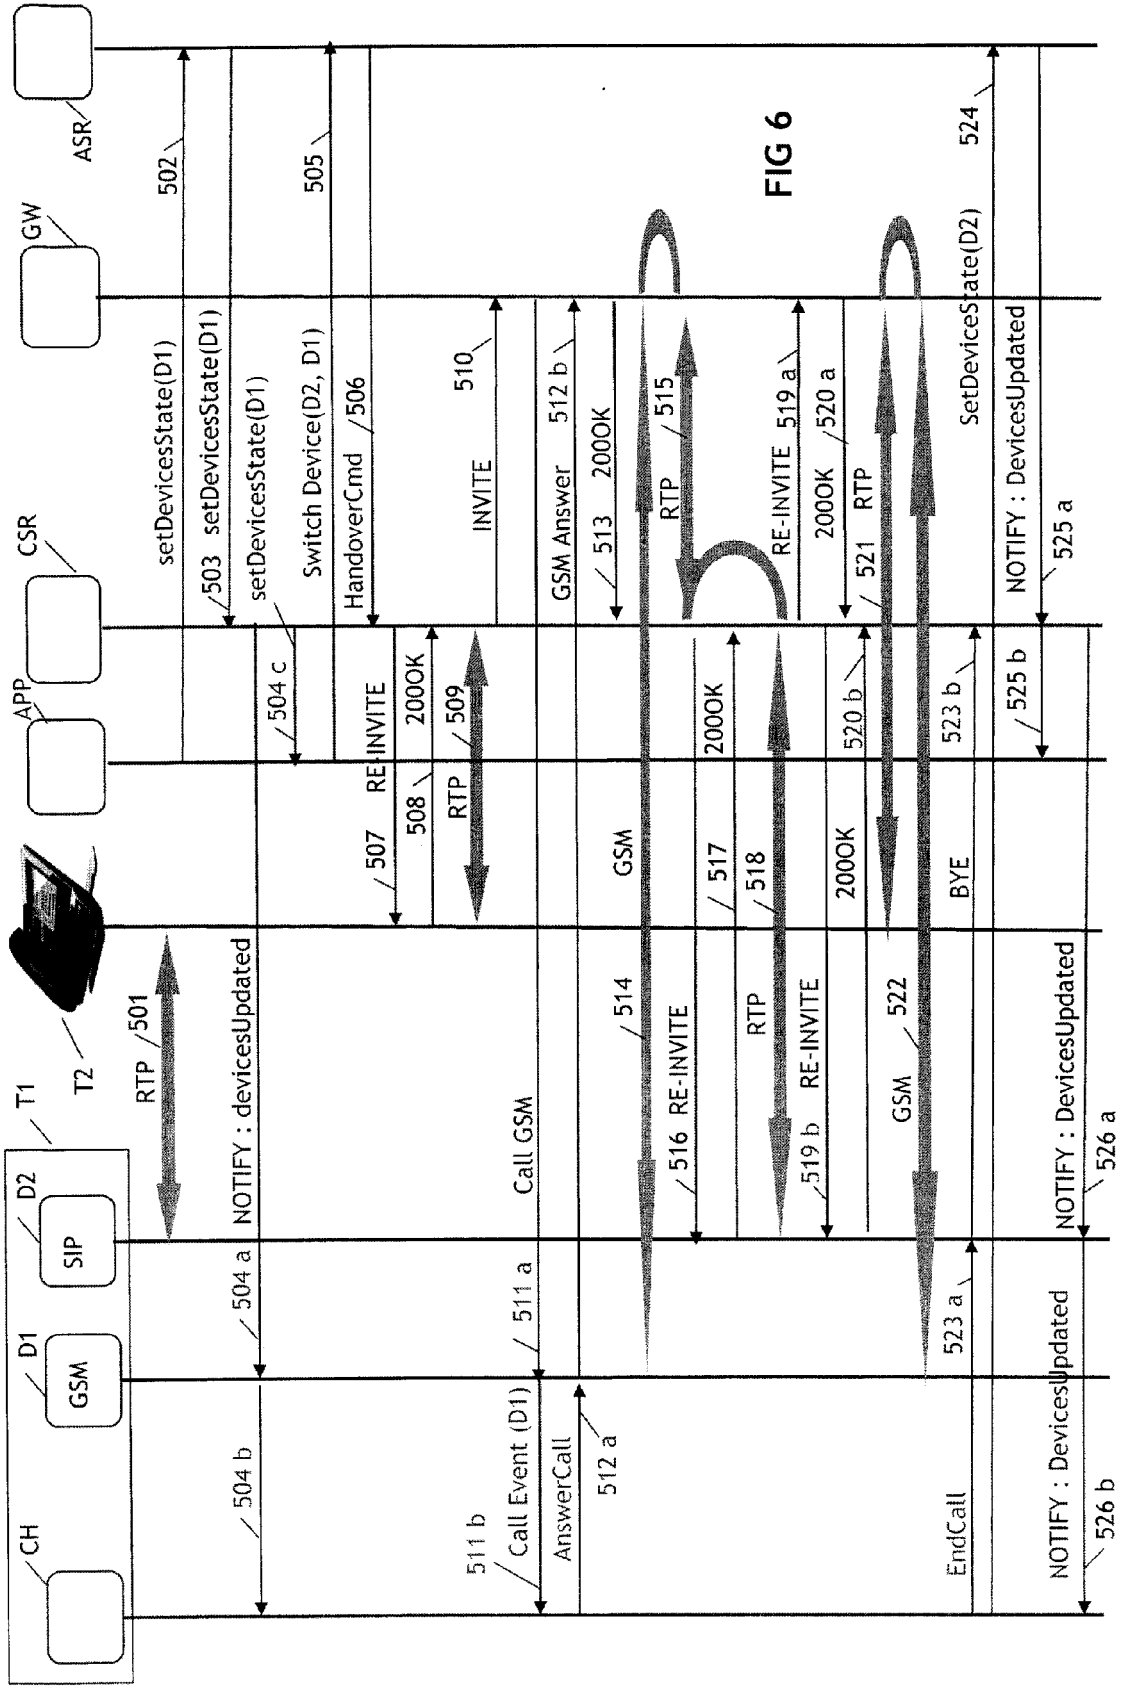 CH
D1
GSM
D2
SIP
T1
T2
APP
CSR
GW
ASR
RTP
501
setDevicesState(D1)
502
503
setDevicesState(D1)
504 b
504 a
NOTIFY : devicesUpdated
504 c
setDevicesState(D1)
Switch Device(D2, D1)
505
HandoverCmd
506
507
RE-INVITE
508
200OK
RTP
509
INVITE
510
511 b
Call Event (D1)
511 a
Call GSM
AnswerCall
512 a
GSM Answer
512 b
513
200OK
514
GSM
RTP
515
516
RE-INVITE
517
200OK
RTP
518
RE-INVITE
519 a
519 b
RE-INVITE
200OK
520 a
200OK
520 b
521
RTP
GSM
522
EndCall
523 a
BYE
523 b
SetDeviceState(D2)
524
NOTIFY : DevicesUpdated
525 a
525 b
NOTIFY : DevicesUpdated
526 b
NOTIFY : DevicesUpdated
526 a
FIG 6